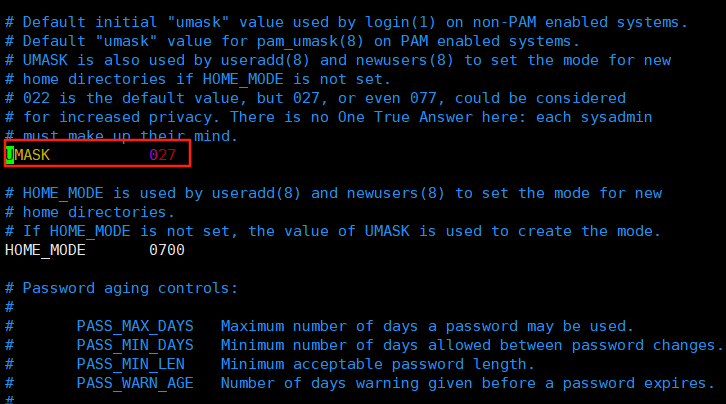 # Default initial "umask" value used by login(1) on non-PAM enabled systems.
# Default "umask" value for pam_umask(8) on PAM enabled systems.
# UMASK is also used by useradd(8) and newusers(8) to set the mode for new
# home directories if HOME_MODE is not set.
# 022 is the default value, but 027, or even 077, could be considered
# for increased privacy. There is no One True Answer here: each sysadmin
# must make up their mind.
UMASK           027
# HOME_MODE is used by useradd(8) and newusers(8) to set the mode for new
# home directories.
# If HOME_MODE is not set, the value of UMASK is used to create the mode.
HOME_MODE       0700
# Password aging controls:
#
#       PASS_MAX_DAYS   Maximum number of days a password may be used.
#       PASS_MIN_DAYS   Minimum number of days allowed between password changes.
#       PASS_MIN_LEN    Minimum acceptable password length.
#       PASS_WARN_AGE   Number of days warning given before a password expires.
#